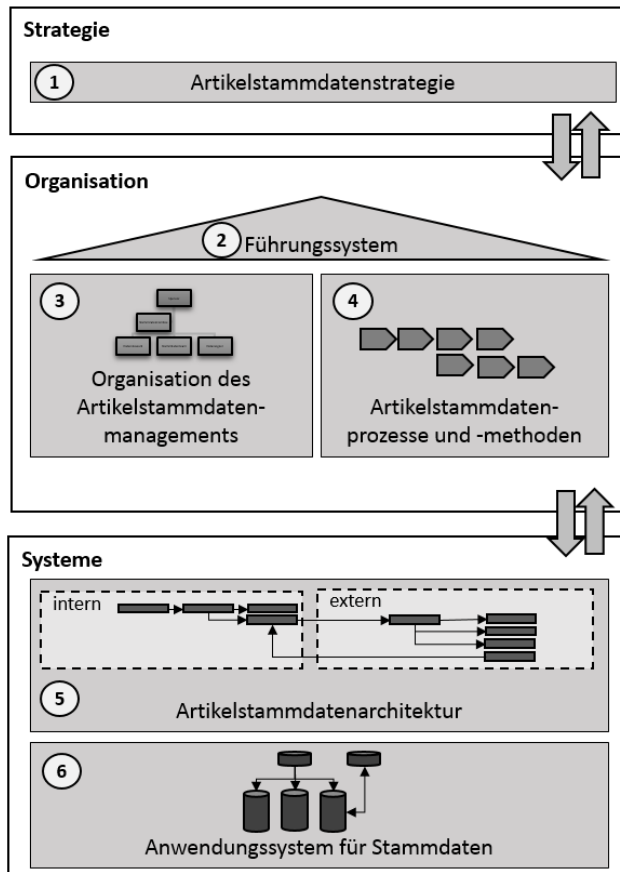 Strategie
1
Artikelstammdatenstrategie
Organisation
2
Führungssystem
3
Organisation des
Artikelstammdaten-
managements
4
Artikelstammdaten-
prozesse und -methoden
Systeme
intern
extern
5
Artikelstammdatenarchitektur
6
Anwendungssystem für Stammdaten